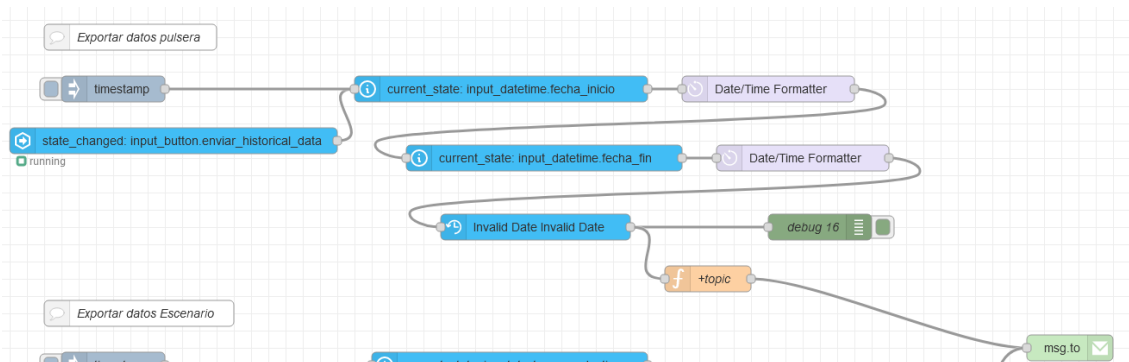 Exportar datos pulsera
timestamp
current_state: input_datetime.fecha_inicio
Date/Time Formatter
state_changed: input_button.enviar_historical_data
running
current_state: input_datetime.fecha_fin
Date/Time Formatter
Invalid Date Invalid Date
debug 16
+topic
Exportar datos Escenario
msg.to